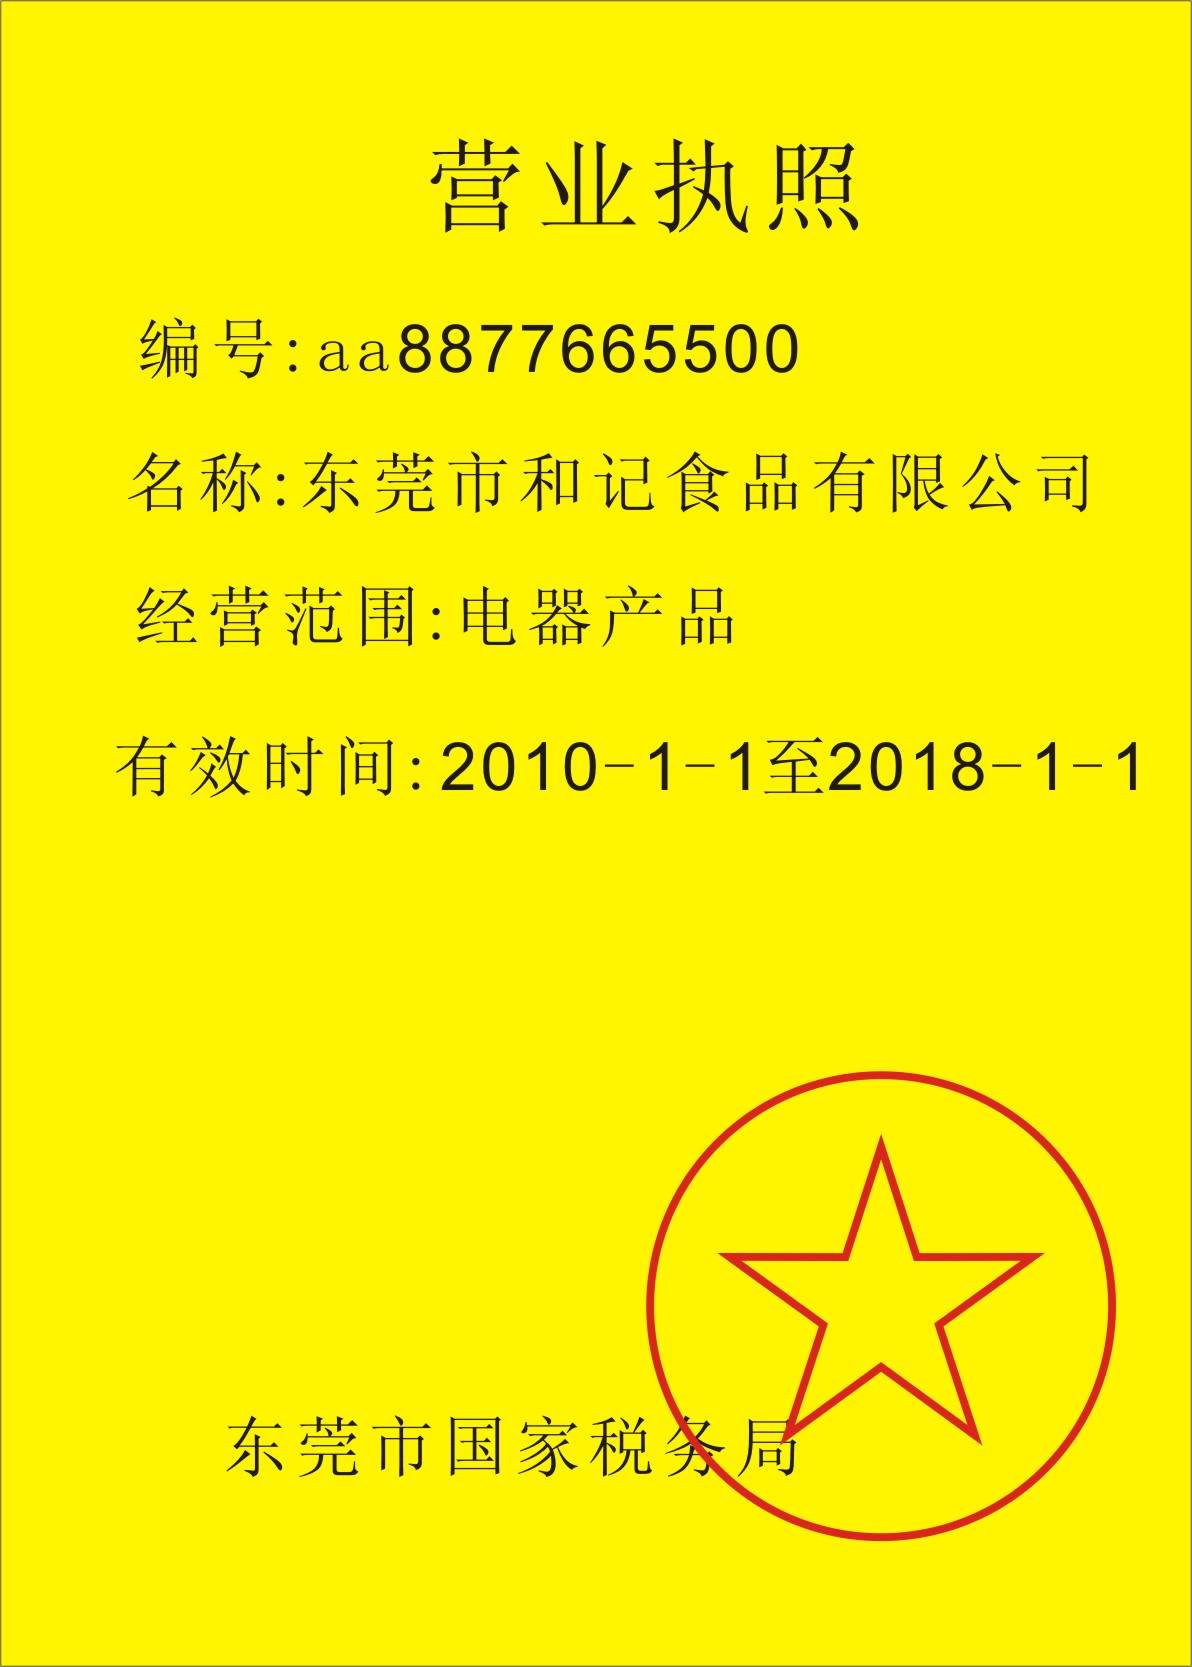 营业执照
编号:aa8877665500
名称:东莞市和记食品有限公司
经营范围:电器产品
有效时间:2010-1-1至2018-1-1
东莞市国家税务局